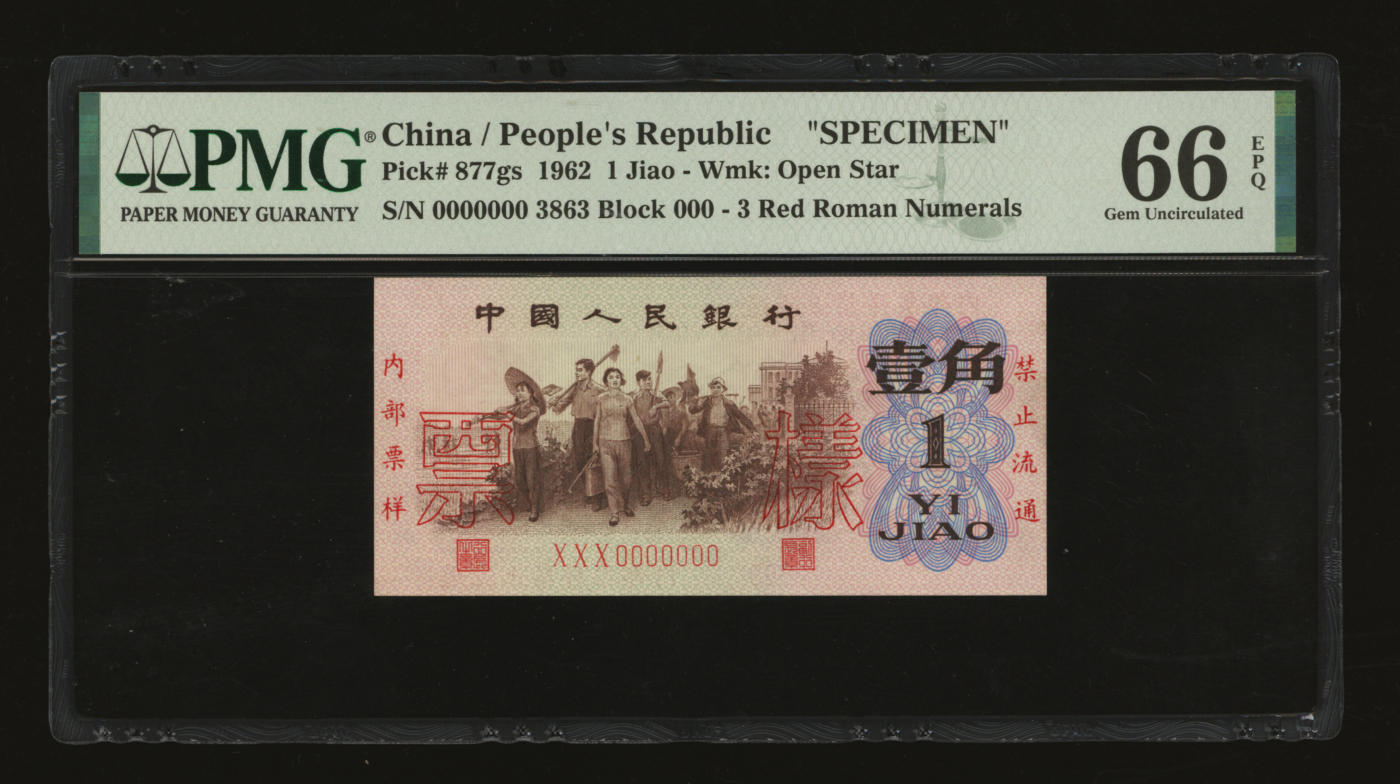 PMG®
PAPER MONEY GUARANTY
China / People's Republic "SPECIMEN"
Pick# 877gs 1962 1 Jiao - Wmk: Open Star
S/N 0000000 3863 Block 000 - 3 Red Roman Numerals
66
EPQ
Gem Uncirculated
中國人民銀行
内部票样
票樣
壹角
1
YI
JIAO
禁止流通
XXX0000000